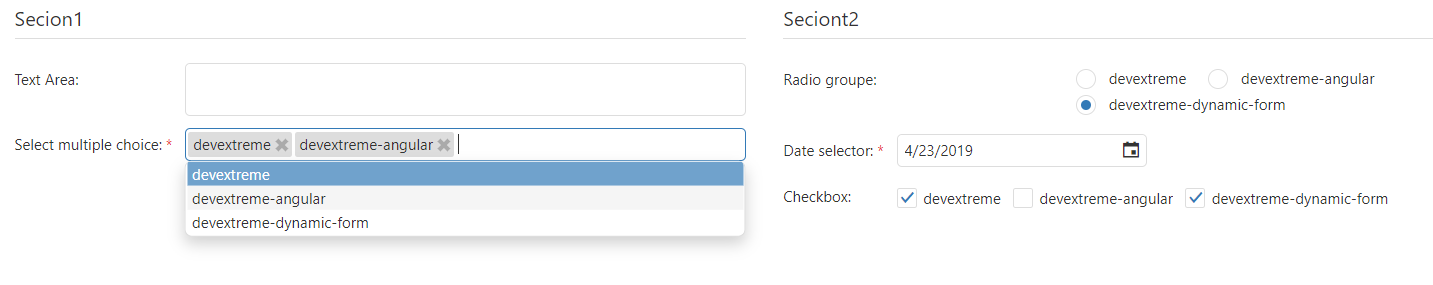 Secion1
Text Area:
Select multiple choice: * devextreme devextreme-angular
devextreme
devextreme-angular
devextreme-dynamic-form
Seciont2
Radio groupe: devextreme devextreme-angular
devextreme-dynamic-form
Date selector: * 4/23/2019
Checkbox: devextreme devextreme-angular devextreme-dynamic-form